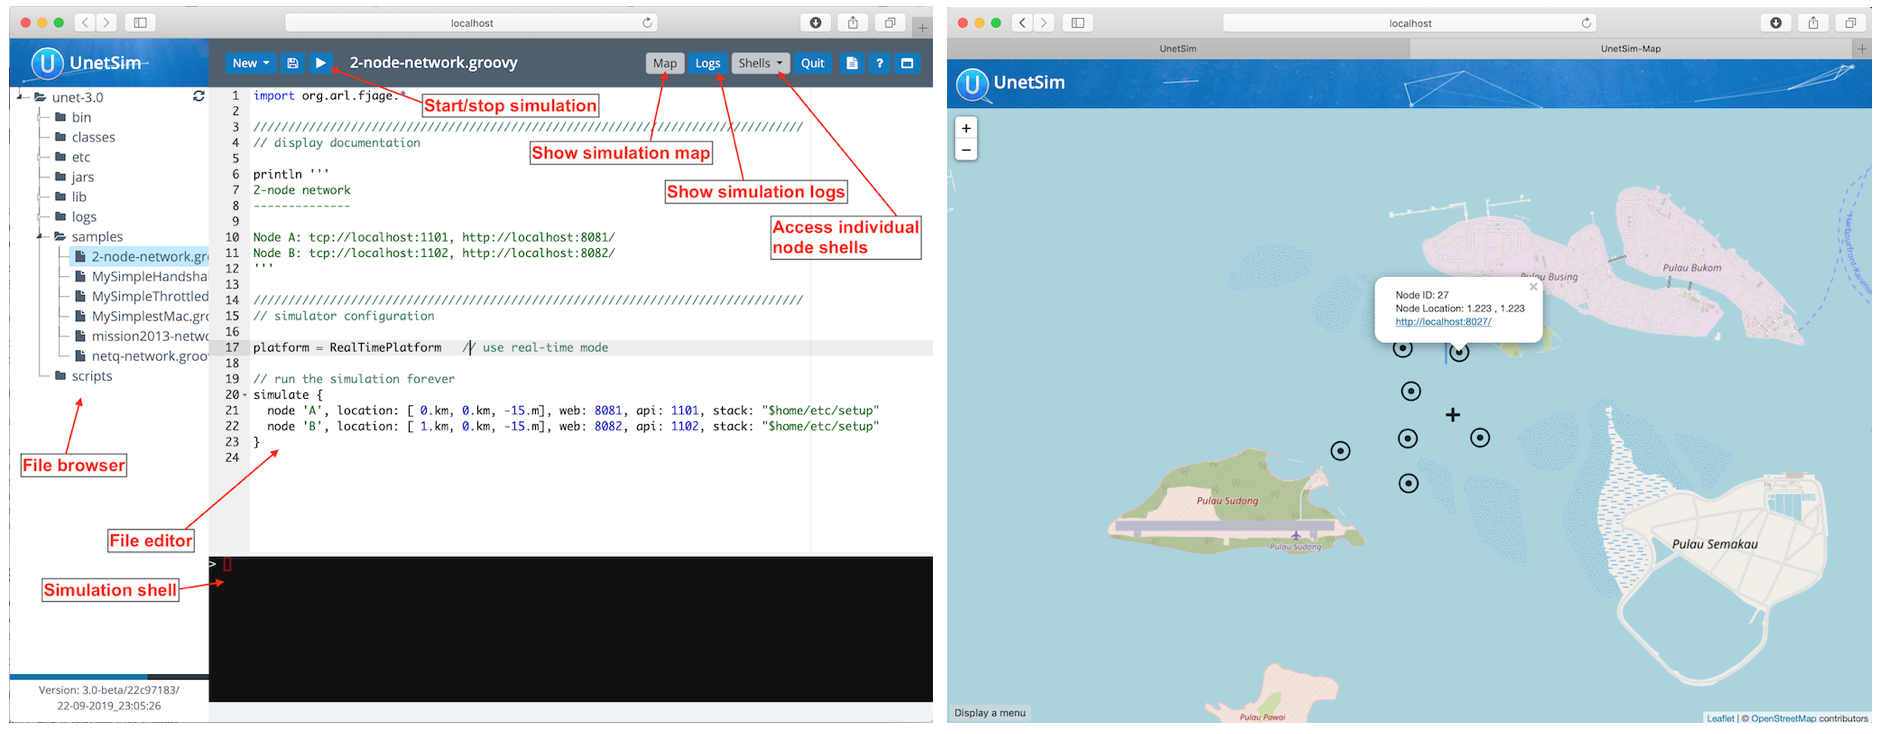 localhost
UnetSim
New
2-node-network.groovy
Map
Logs
Shells
Quit
?
unet-3.0
bin
classes
etc
jars
lib
logs
samples
2-node-network.gr
MySimpleHandsha
MySimpleThrottled
MySimplestMac.gro
mission2013-netwo
netq-network.groo
scripts
File browser
Version: 3.0-beta/22c97183/
22-09-2019_23:05:26
1 import org.arl.fjage.*
2
3 ///////////////////////////////////////////////////////////////////////////////
4 // display documentation
5
6 println '''
7 2-node network
8 --------------
9
10 Node A: tcp://localhost:1101, http://localhost:8081/
11 Node B: tcp://localhost:1102, http://localhost:8082/
12 '''
13
14 ///////////////////////////////////////////////////////////////////////////////
15 // simulator configuration
16
17 platform = RealTimePlatform // use real-time mode
18
19 // run the simulation forever
20 simulate {
21 node 'A', location: [ 0.km, 0.km, -15.m], web: 8081, api: 1101, stack: "$home/etc/setup"
22 node 'B', location: [ 1.km, 0.km, -15.m], web: 8082, api: 1102, stack: "$home/etc/setup"
23 }
24
Start/stop simulation
Show simulation map
Show simulation logs
Access individual
node shells
File editor
Simulation shell
>
localhost
UnetSim
UnetSim-Map
UnetSim
+
−
Pulau Busing
Pulau Bukom
Node ID: 27
Node Location: 1.223 , 1.223
http://localhost:8027/
Pulau Sudong
Pulau Sudong
Pulau Semakau
Pulau Pawai
Display a menu
Leaflet | © OpenStreetMap contributors